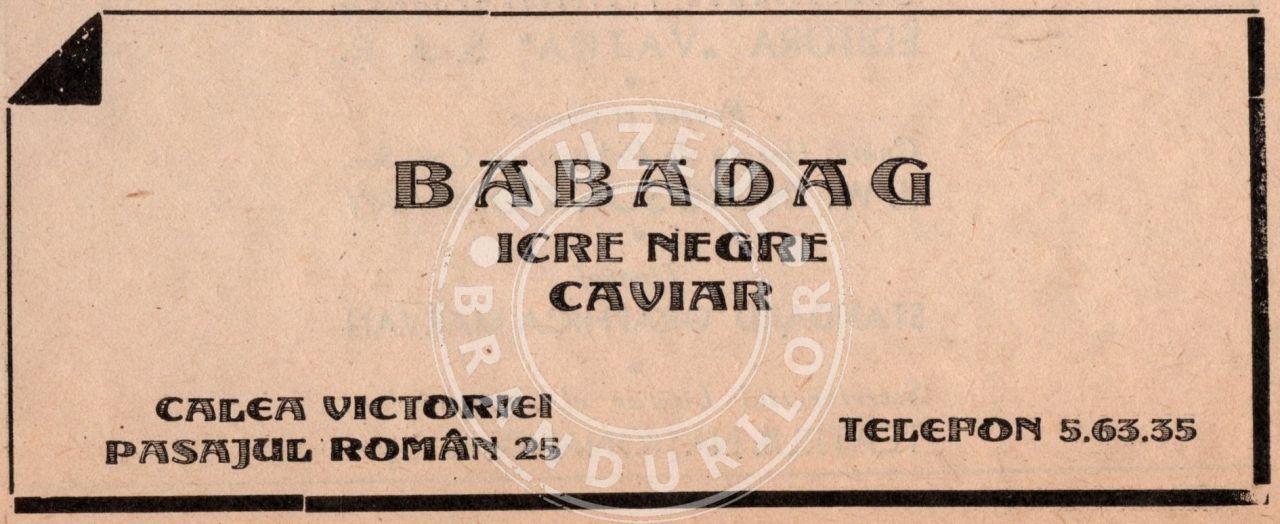 BABADAG
ICRE NEGRE
CAVIAR
CALEA VICTORIEI
PASAJUL ROMÂN 25
TELEFON 5.63.35
MUZEUL
BRANDURILOR